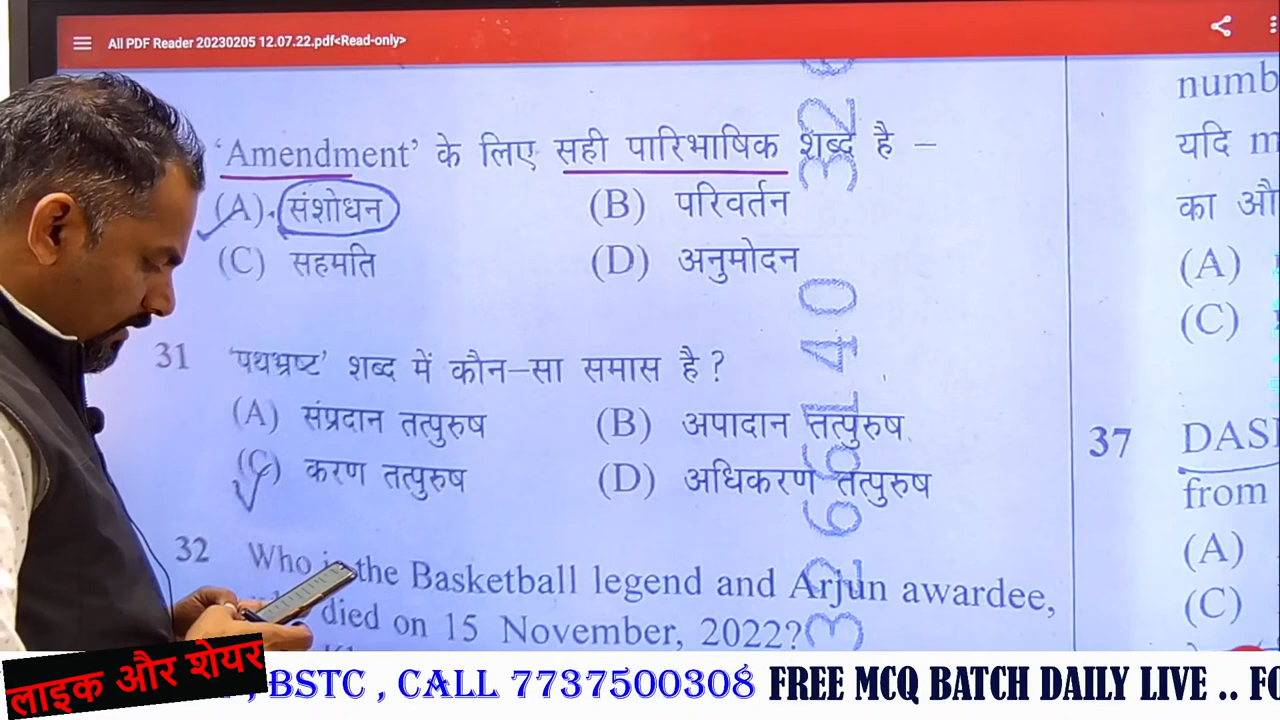 All PDF Reader 20230205 12.07.22.pdf<Read-only>
'Amendment' के लिए सही पारिभाषिक शब्द है –
(A) संशोधन (B) परिवर्तन
(C) सहमति (D) अनुमोदन
31 'पथभ्रष्ट' शब्द में कौन–सा समास है ?
(A) संप्रदान तत्पुरुष (B) अपादान तत्पुरुष
(C) करण तत्पुरुष (D) अधिकरण तत्पुरुष
32 Who is the Basketball legend and Arjun awardee,
died on 15 November, 2022?
numb
यदि m
का औ
(A)
(C)
37 DAS
from
(A)
(C)
लाइक और शेयर
, BSTC , CALL 7737500308 FREE MCQ BATCH DAILY LIVE .. FO